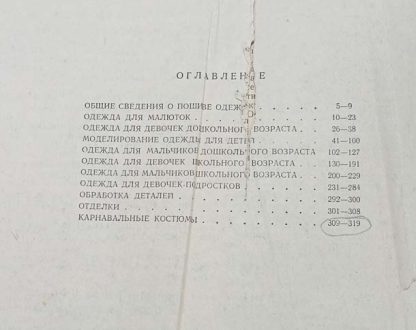 ОГЛАВЛЕНИЕ
ОБЩИЕ СВЕДЕНИЯ О ПОШИВЕ ОДЕЖДЫ . . . . 5—9
ОДЕЖДА ДЛЯ МАЛЮТОК . . . . 10—23
ОДЕЖДА ДЛЯ ДЕВОЧЕК ДОШКОЛЬНОГО ВОЗРАСТА . . . 26—38
МОДЕЛИРОВАНИЕ ОДЕЖДЫ ДЛЯ ДЕТЕЙ . . . . 41—100
ОДЕЖДА ДЛЯ МАЛЬЧИКОВ ДОШКОЛЬНОГО ВОЗРАСТА 102—127
ОДЕЖДА ДЛЯ ДЕВОЧЕК ШКОЛЬНОГО ВОЗРАСТА . . . 130—191
ОДЕЖДА ДЛЯ МАЛЬЧИКОВ ШКОЛЬНОГО ВОЗРАСТА . . . 200—229
ОДЕЖДА ДЛЯ ДЕВОЧЕК-ПОДРОСТКОВ . . . . 231—284
ОБРАБОТКА ДЕТАЛЕЙ . . . . 292—300
ОТДЕЛКИ . . . . 301—308
КАРНАВАЛЬНЫЕ КОСТЮМЫ . . . . 309—319